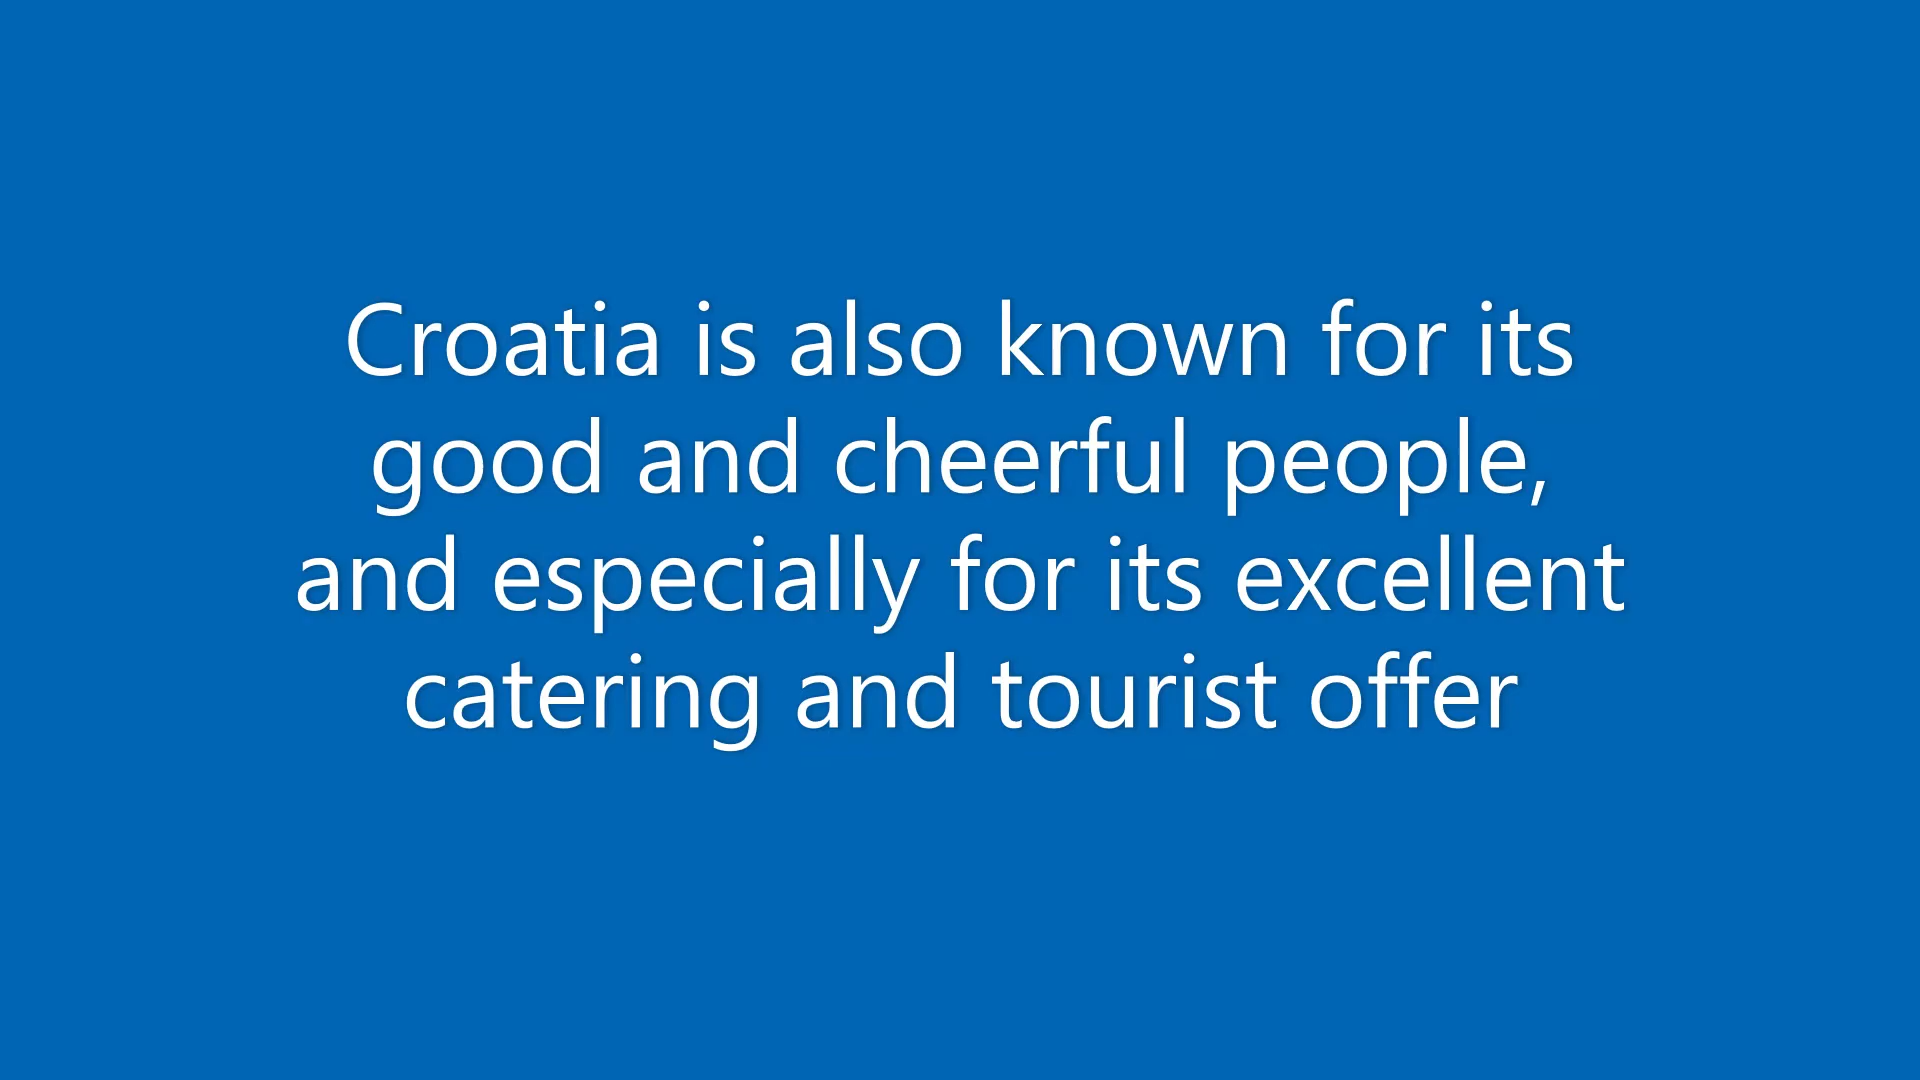 Croatia is also known for its
good and cheerful people,
and especially for its excellent
catering and tourist offer